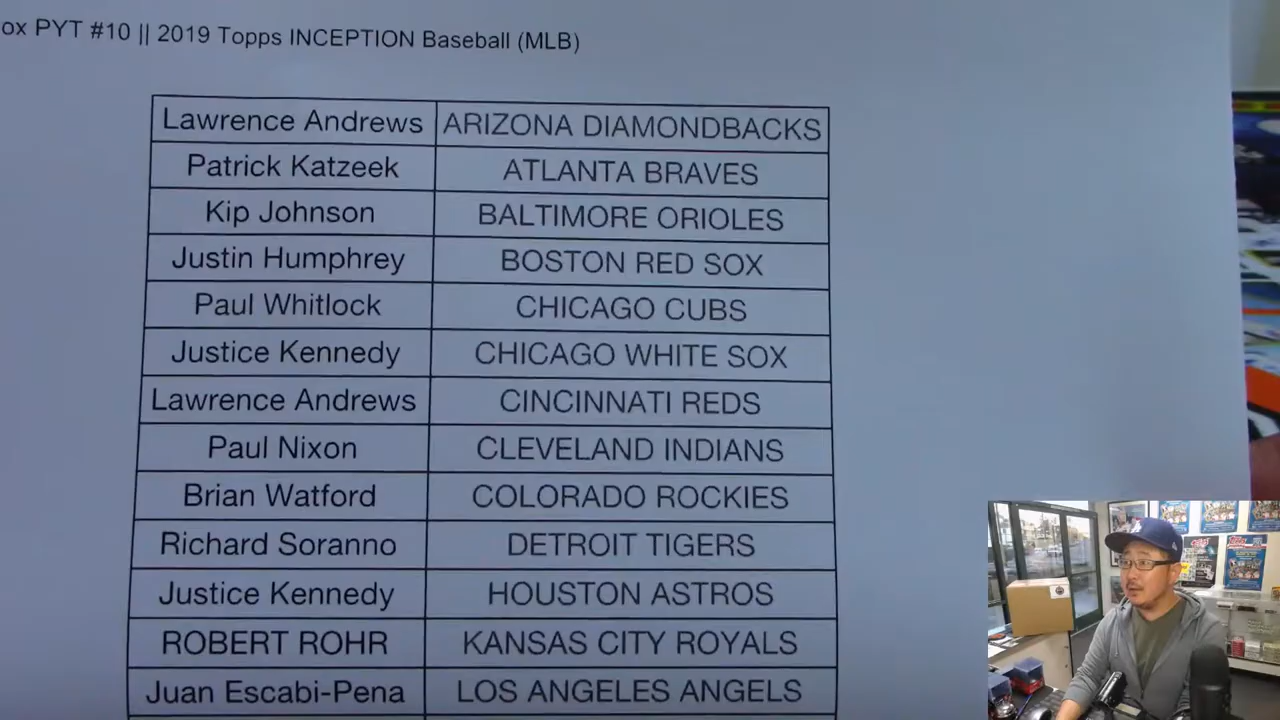 ox PYT #10 || 2019 Topps INCEPTION Baseball (MLB)
Lawrence Andrews ARIZONA DIAMONDBACKS
Patrick Katzeek ATLANTA BRAVES
Kip Johnson BALTIMORE ORIOLES
Justin Humphrey BOSTON RED SOX
Paul Whitlock CHICAGO CUBS
Justice Kennedy CHICAGO WHITE SOX
Lawrence Andrews CINCINNATI REDS
Paul Nixon CLEVELAND INDIANS
Brian Watford COLORADO ROCKIES
Richard Soranno DETROIT TIGERS
Justice Kennedy HOUSTON ASTROS
ROBERT ROHR KANSAS CITY ROYALS
Juan Escabi-Pena LOS ANGELES ANGELS